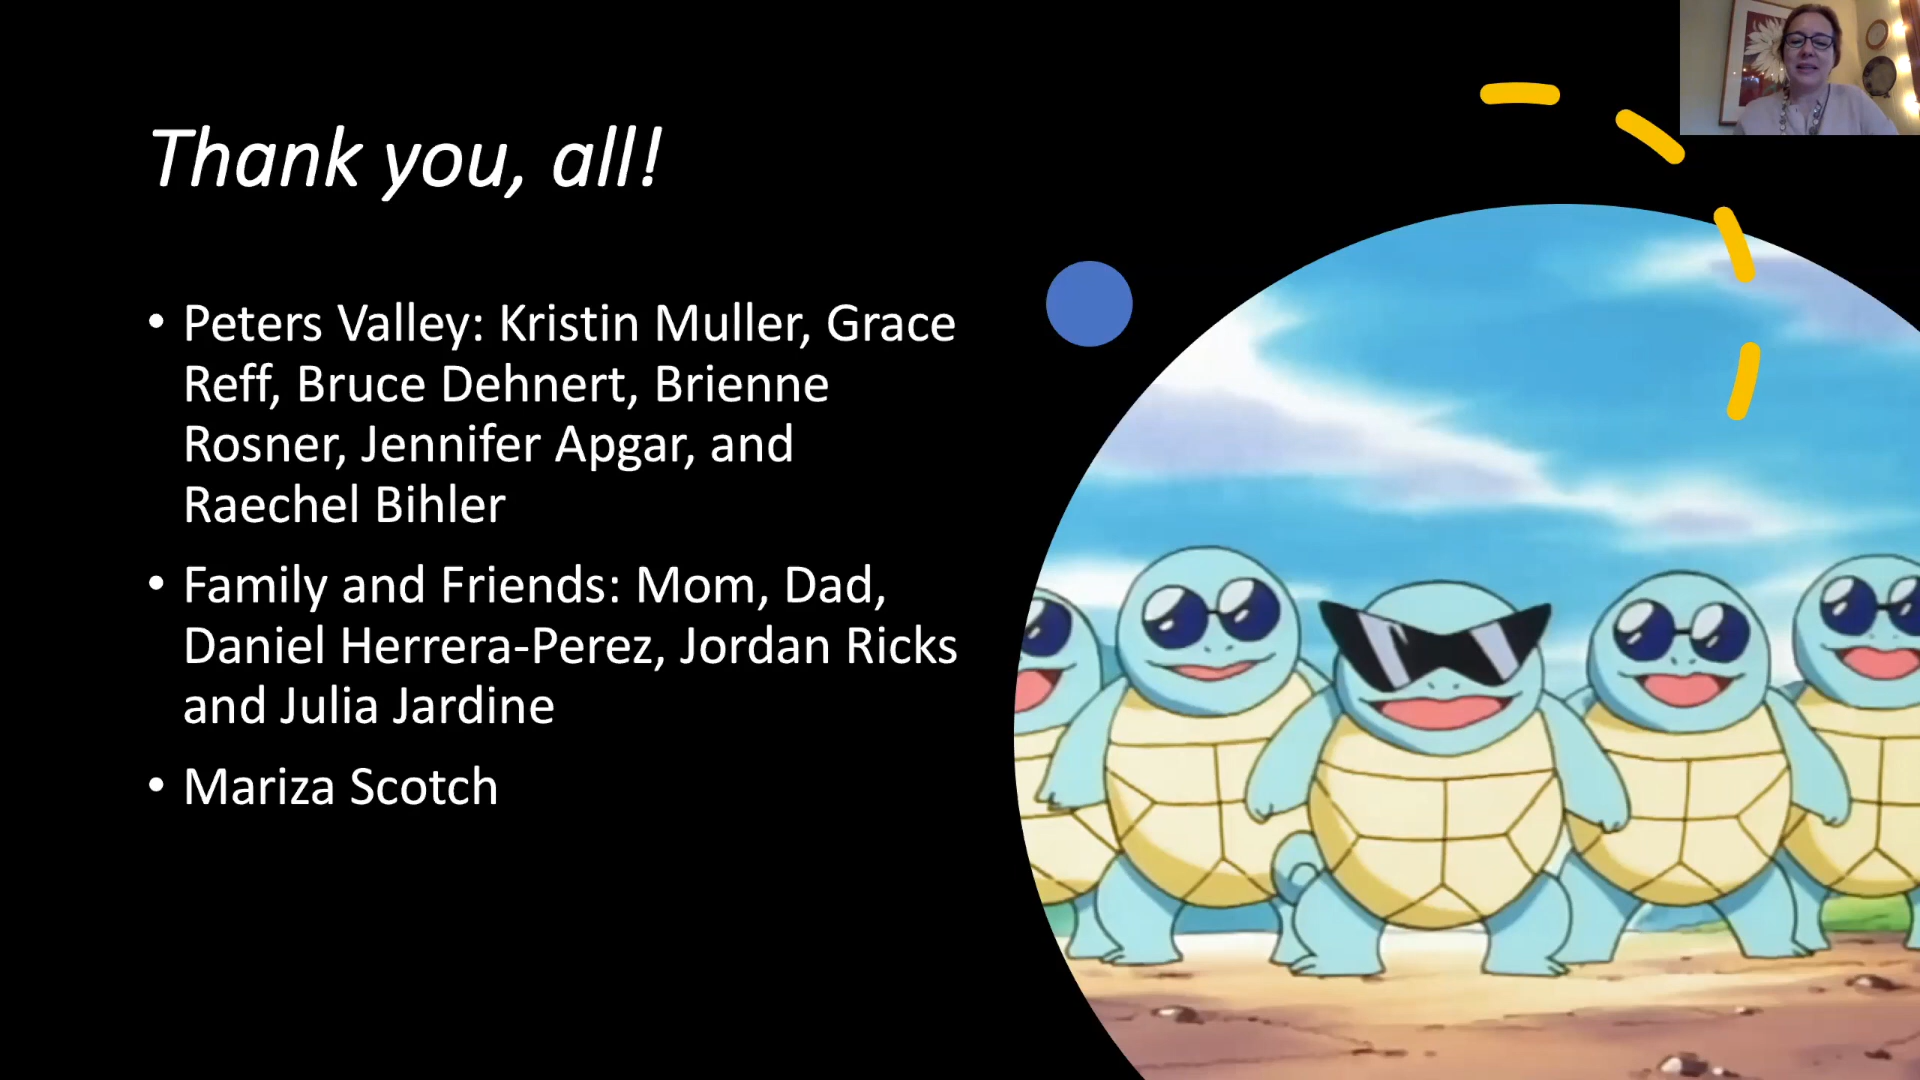 Thank you, all!
• Peters Valley: Kristin Muller, Grace
Reff, Bruce Dehnert, Brienne
Rosner, Jennifer Apgar, and
Raechel Bihler
• Family and Friends: Mom, Dad,
Daniel Herrera-Perez, Jordan Ricks
and Julia Jardine
• Mariza Scotch